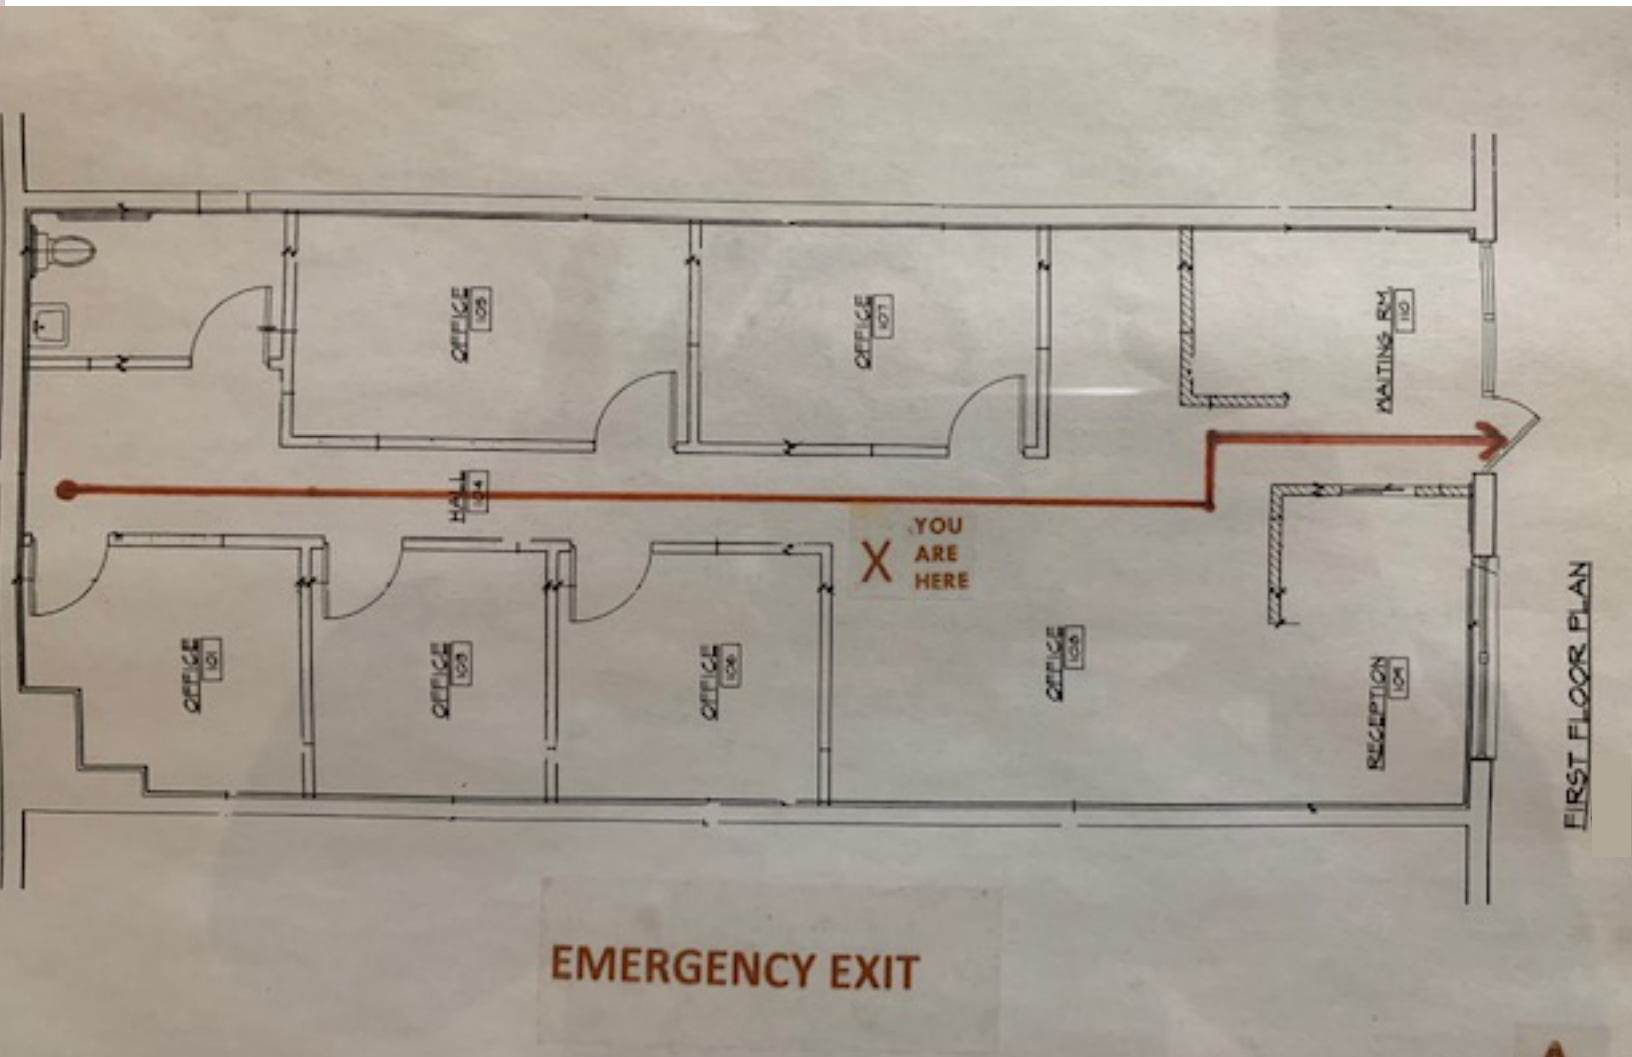 OFFICE
105
OFFICE
107
WAITING RM.
110
HALL
104
X
YOU
ARE
HERE
OFFICE
101
OFFICE
103
OFFICE
106
OFFICE
RECEPTION
109
FIRST FLOOR PLAN
EMERGENCY EXIT